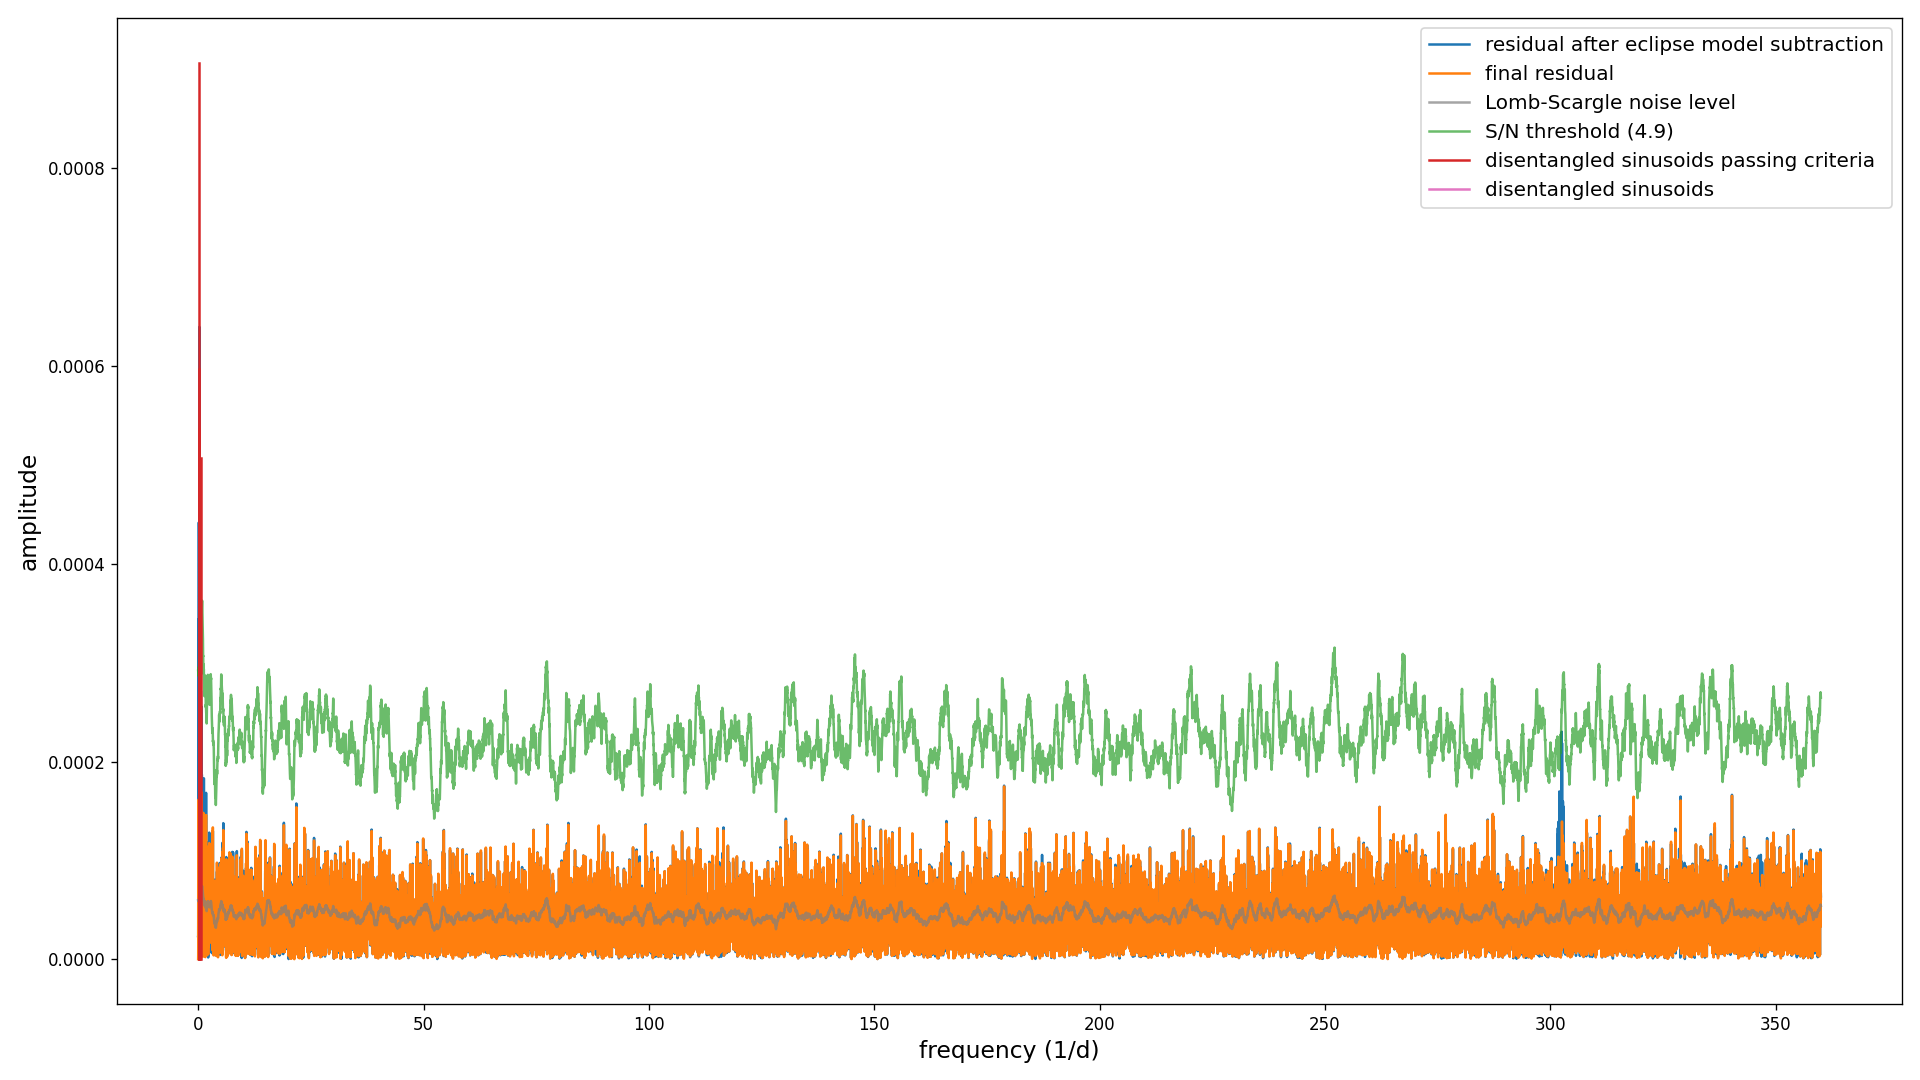 residual after eclipse model subtraction
final residual
Lomb-Scargle noise level
S/N threshold (4.9)
disentangled sinusoids passing criteria
disentangled sinusoids
amplitude
0.0008
0.0006
0.0004
0.0002
0.0000
0 50 100 150 200 250 300 350
frequency (1/d)